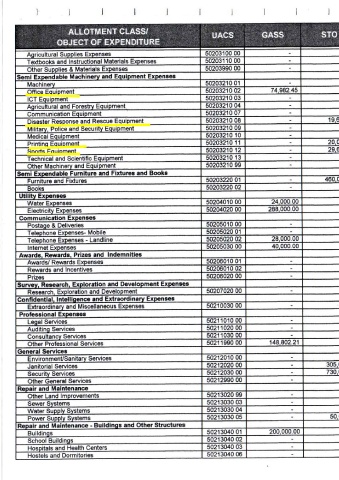 ALLOTMENT CLASS/ OBJECT OF EXPENDITURE UACS GASS STO
Agricultural Supplies Expenses 50203100 00 -
Textbooks and Instructional Materials Expenses 50203110 00 -
Other Supplies & Materials Expenses 50203990 00 -
Semi Expendable Machinery and Equipment Expenses
Machinery 50203210 01 -
Office Equipment 50203210 02 74,982.45
ICT Equipment 50203210 03 -
Agricultural and Forestry Equipment 50203210 04 -
Communication Equipment 50203210 07 -
Disaster Response and Rescue Equipment 50203210 08 - 19,6
Military, Police and Security Equipment 50203210 09 -
Medical Equipment 50203210 10 -
Printing Equipment 50203210 11 - 20,0
Sports Equipment 50203210 12 - 29,6
Technical and Scientific Equipment 50203210 13 -
Other Machinery and Equipment 50203210 99 -
Semi Expendable Furniture and Fixtures and Books
Furniture and Fixtures 50203220 01 - 460,0
Books 50203220 02 -
Utility Expenses
Water Expenses 50204010 00 24,000.00
Electricity Expenses 50204020 00 288,000.00
Communication Expenses
Postage & Deliveries 50205010 00 -
Telephone Expenses- Mobile 50205020 01 -
Telephone Expenses - Landline 50205020 02 28,000.00
Internet Expenses 50205030 00 40,000.00
Awards, Rewards, Prizes and Indemnities
Awards/ Rewards Expenses 50206010 01 -
Rewards and Incentives 50206010 02 -
Prizes 50206020 00 -
Survey, Research, Exploration and Development Expenses
Research, Exploration and Development 50207020 00 -
Confidential, Intelligence and Extraordinary Expenses
Extraordinary and Miscellaneous Expenses 50210030 00 -
Professional Expenses
Legal Services 50211010 00 -
Auditing Services 50211020 00 -
Consultancy Services 50211030 00 -
Other Professional Services 50211990 00 148,802.21
General Services
Environment/Sanitary Services 50212010 00 -
Janitorial Services 50212020 00 - 305,
Security Services 50212030 00 - 730,
Other General Services 50212990 00 -
Repair and Maintenance
Other Land Improvements 50213020 99 -
Sewer Systems 50213030 03 -
Water Supply Systems 50213030 04 -
Power Supply Systems 50213030 05 - 50,
Repair and Maintenance - Buildings and Other Structures
Buildings 50213040 01 200,000.00
School Buildings 50213040 02 -
Hospitals and Health Centers 50213040 03 -
Hostels and Dormitories 50213040 06 -